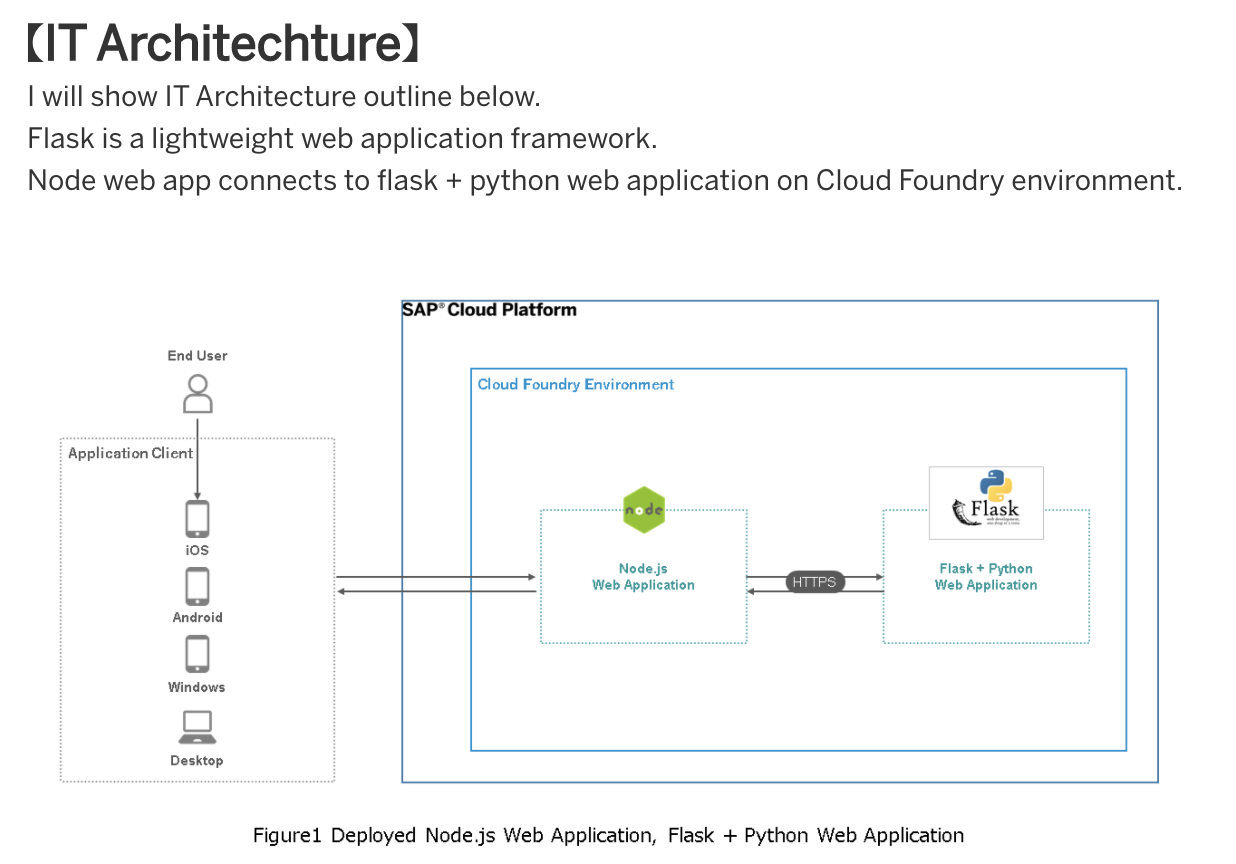 【IT Architechture】
I will show IT Architecture outline below.
Flask is a lightweight web application framework.
Node web app connects to flask + python web application on Cloud Foundry environment.
SAP® Cloud Platform
End User
Cloud Foundry Environment
Application Client
iOS
Android
Windows
Desktop
node
Node.js
Web Application
HTTPS
Flask
web development,
one drop at a time
Flask + Python
Web Application
Figure1 Deployed Node.js Web Application, Flask + Python Web Application